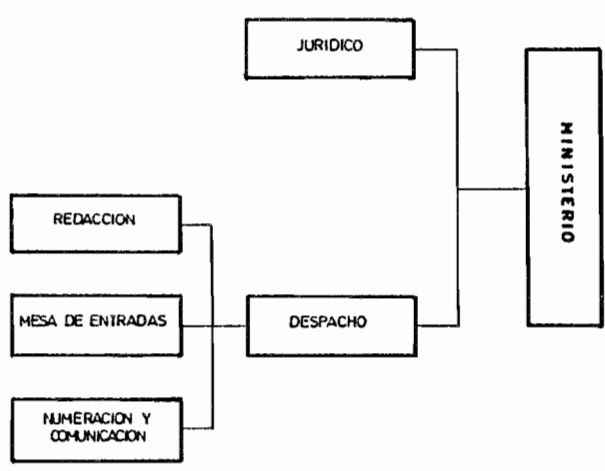 JURIDICO
MINISTERIO
REDACCION
MESA DE ENTRADAS
DESPACHO
NUMERACION Y
COMUNICACION